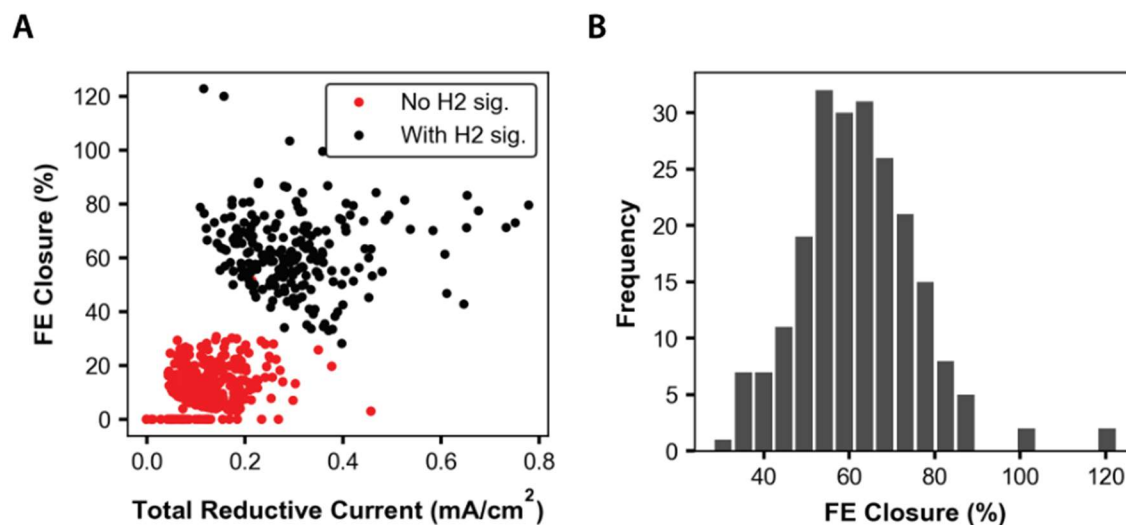 A
B
No H2 sig.
With H2 sig.
FE Closure (%)
120
100
80
60
40
20
0
0.0 0.2 0.4 0.6 0.8
Total Reductive Current (mA/cm²)
Frequency
30
25
20
15
10
5
0
40 60 80 100 120
FE Closure (%)